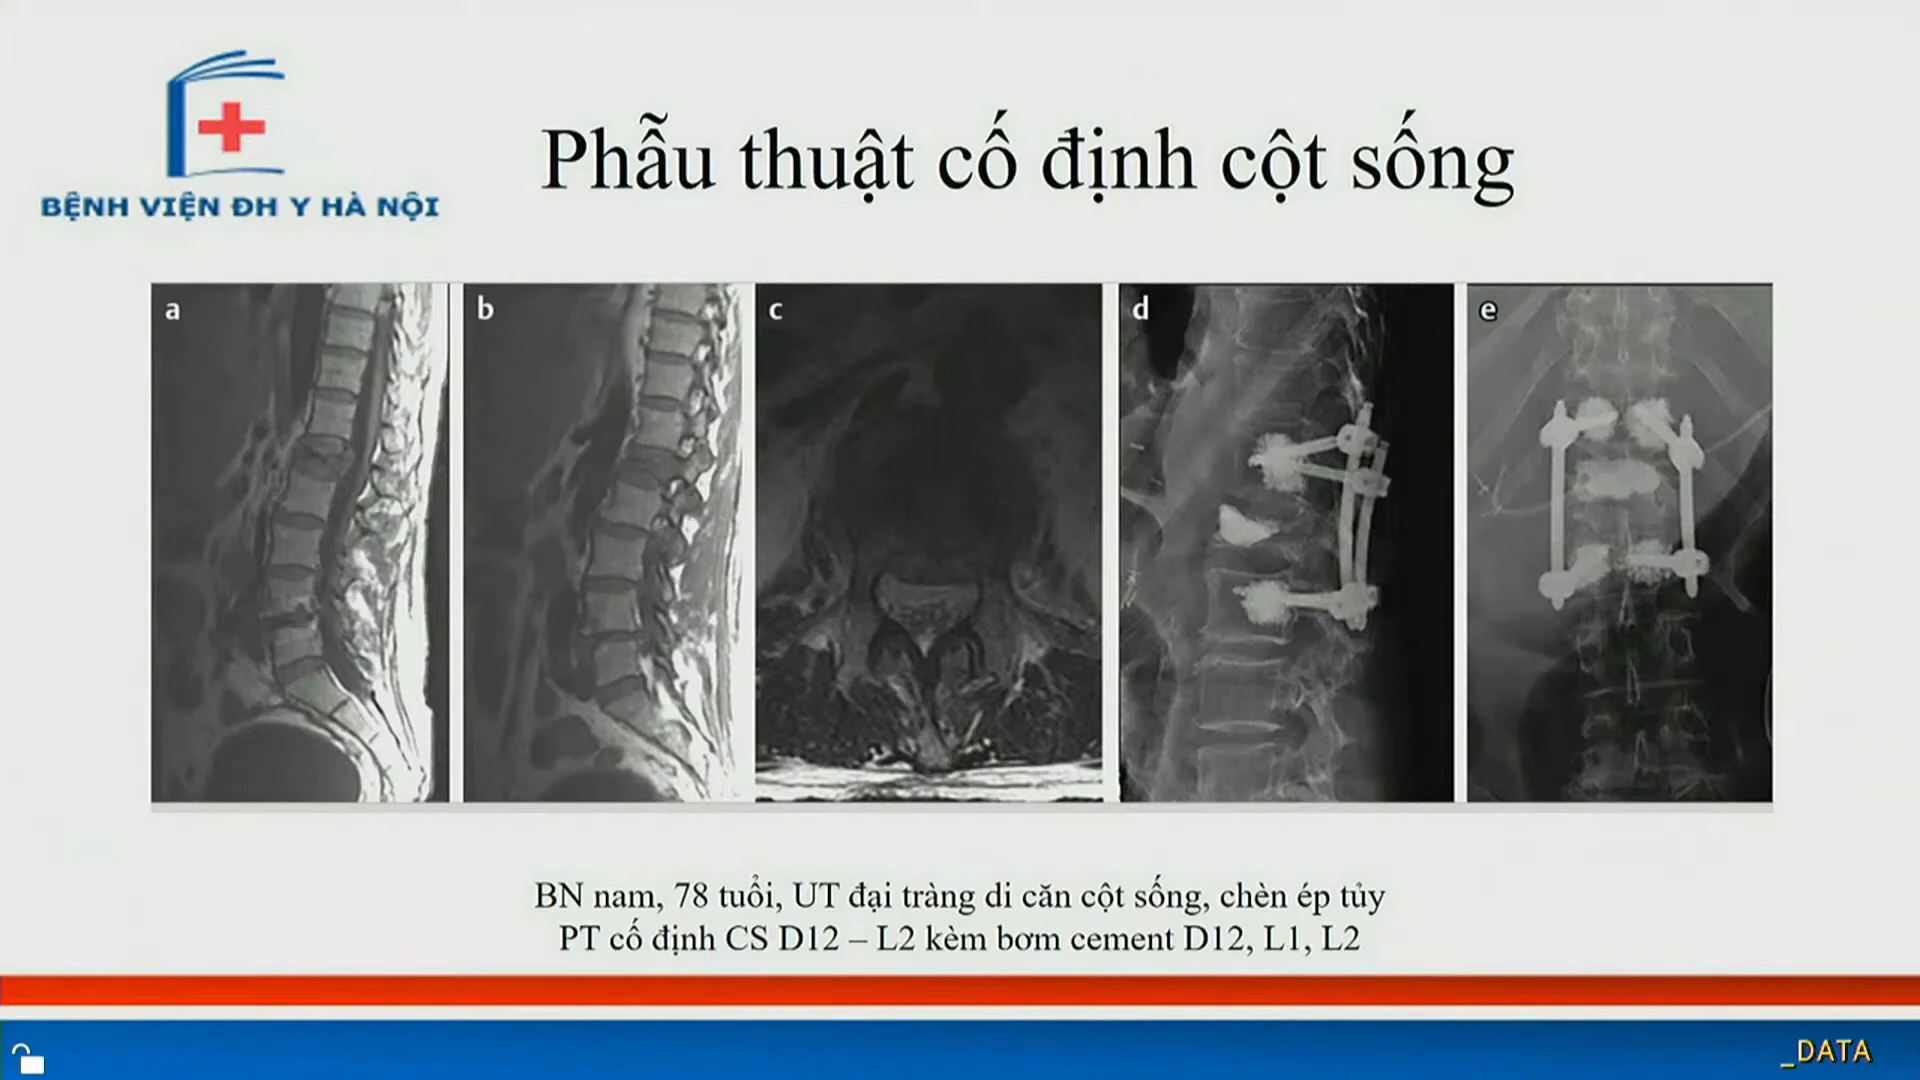 BỆNH VIỆN ĐH Y HÀ NỘI
Phẫu thuật cố định cột sống
a
b
c
d
e
BN nam, 78 tuổi, UT đại tràng di căn cột sống, chèn ép tủy
PT cố định CS D12 – L2 kèm bơm cement D12, L1, L2
_DATA